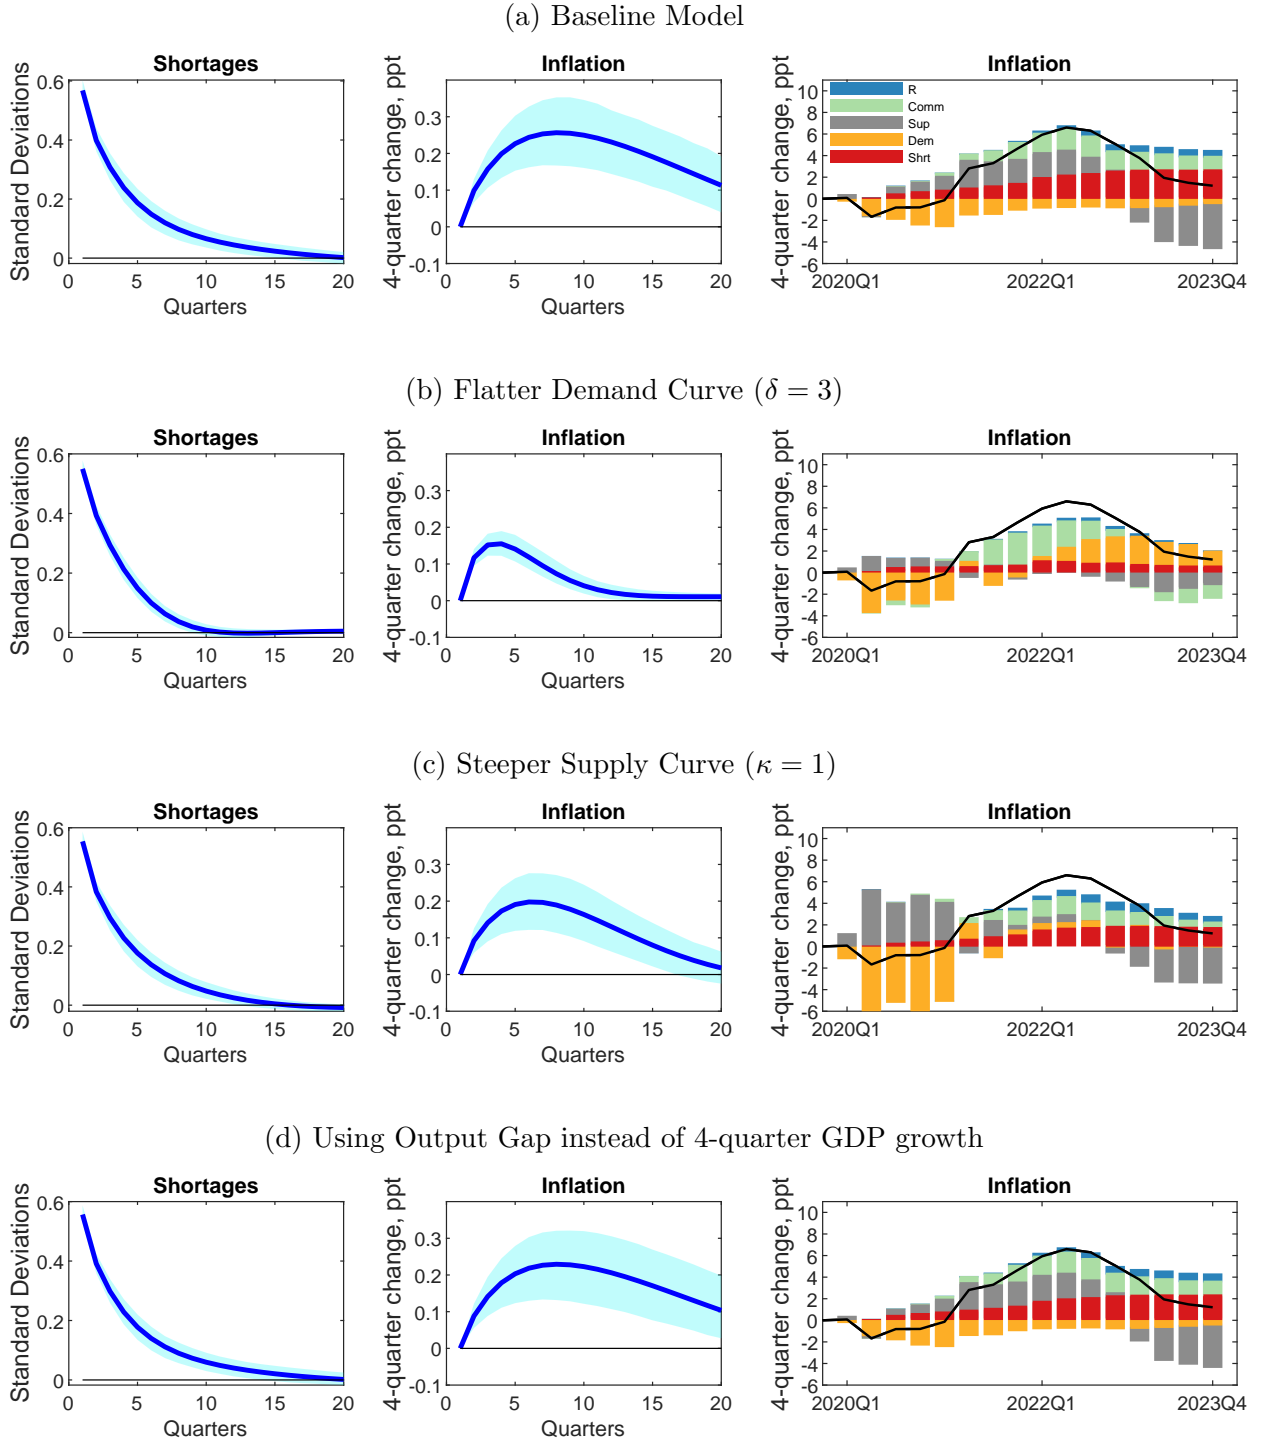 (a) Baseline Model
Shortages
Standard Deviations
0.6
0.4
0.2
0
0 5 10 15 20
Quarters
Inflation
4-quarter change, ppt
0.3
0.2
0.1
0
-0.1
0 5 10 15 20
Quarters
Inflation
4-quarter change, ppt
10
8
6
4
2
0
-2
-4
-6
R
Comm
Sup
Dem
Shrt
2020Q1 2022Q1 2023Q4
(b) Flatter Demand Curve (δ = 3)
Shortages
Standard Deviations
0.6
0.4
0.2
0
0 5 10 15 20
Quarters
Inflation
4-quarter change, ppt
0.3
0.2
0.1
0
-0.1
0 5 10 15 20
Quarters
Inflation
4-quarter change, ppt
10
8
6
4
2
0
-2
-4
-6
2020Q1 2022Q1 2023Q4
(c) Steeper Supply Curve (κ = 1)
Shortages
Standard Deviations
0.6
0.4
0.2
0
0 5 10 15 20
Quarters
Inflation
4-quarter change, ppt
0.3
0.2
0.1
0
-0.1
0 5 10 15 20
Quarters
Inflation
4-quarter change, ppt
10
8
6
4
2
0
-2
-4
-6
2020Q1 2022Q1 2023Q4
(d) Using Output Gap instead of 4-quarter GDP growth
Shortages
Standard Deviations
0.6
0.4
0.2
0
0 5 10 15 20
Quarters
Inflation
4-quarter change, ppt
0.3
0.2
0.1
0
-0.1
0 5 10 15 20
Quarters
Inflation
4-quarter change, ppt
10
8
6
4
2
0
-2
-4
-6
2020Q1 2022Q1 2023Q4